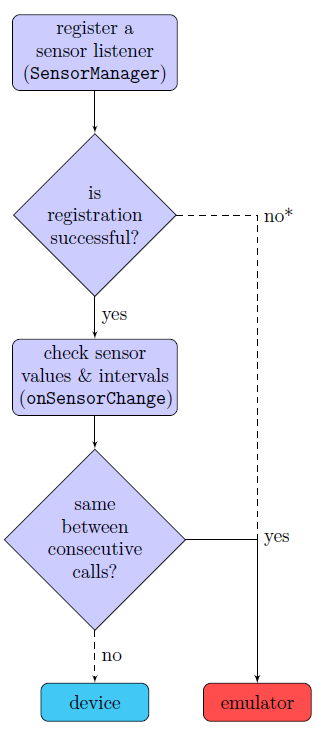 register a
sensor listener
(SensorManager)
is
registration
successful?
no*
yes
check sensor
values & intervals
(onSensorChange)
same
between
consecutive
calls?
yes
no
device
emulator